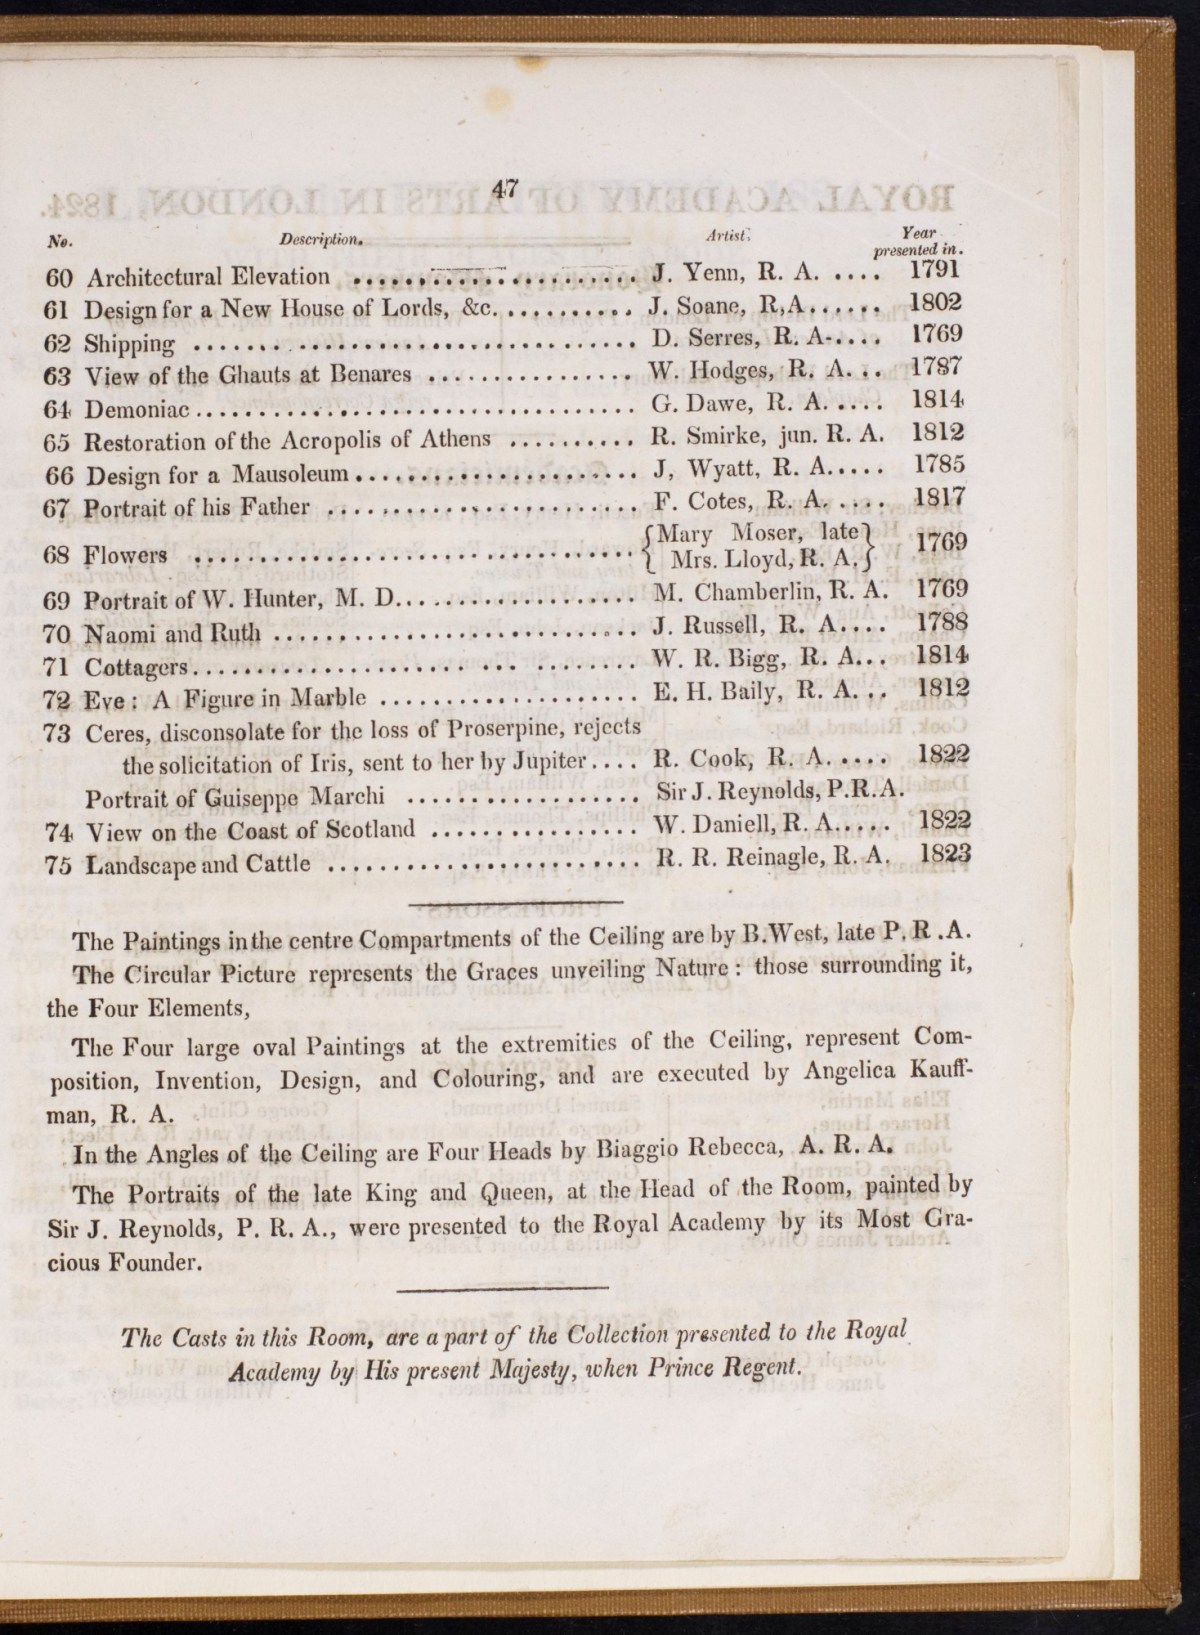 47
No. Description. Artist. Year presented in.
60 Architectural Elevation ...................... J. Yenn, R. A. .... 1791
61 Design for a New House of Lords, &c. .......... J. Soane, R,A...... 1802
62 Shipping .................................. D. Serres, R. A-.... 1769
63 View of the Ghauts at Benares ................ W. Hodges, R. A... 1787
64 Demoniac.................................. G. Dawe, R. A. .... 1814
65 Restoration of the Acropolis of Athens .......... R. Smirke, jun. R. A. 1812
66 Design for a Mausoleum...................... J, Wyatt, R. A..... 1785
67 Portrait of his Father ........................ F. Cotes, R. A. .... 1817
68 Flowers .................................. {Mary Moser, late Mrs. Lloyd, R. A.} 1769
69 Portrait of W. Hunter, M. D................... M. Chamberlin, R. A. 1769
70 Naomi and Ruth ............................ J. Russell, R. A.... 1788
71 Cottagers..................... ... ........ W. R. Bigg, R. A... 1814
72 Eve: A Figure in Marble .................... E. H. Baily, R. A... 1812
73 Ceres, disconsolate for the loss of Proserpine, rejects
the solicitation of Iris, sent to her by Jupiter.... R. Cook, R. A. .... 1822
Portrait of Guiseppe Marchi .................. Sir J. Reynolds, P.R.A.
74 View on the Coast of Scotland ................ W. Daniell, R. A..... 1822
75 Landscape and Cattle ........................ R. R. Reinagle, R. A. 1823
The Paintings in the centre Compartments of the Ceiling are by B.West, late P. R .A.
The Circular Picture represents the Graces unveiling Nature: those surrounding it,
the Four Elements,
The Four large oval Paintings at the extremities of the Ceiling, represent Com-
position, Invention, Design, and Colouring, and are executed by Angelica Kauff-
man, R. A.
In the Angles of the Ceiling are Four Heads by Biaggio Rebecca, A. R. A.
The Portraits of the late King and Queen, at the Head of the Room, painted by
Sir J. Reynolds, P. R. A., were presented to the Royal Academy by its Most Gra-
cious Founder.
The Casts in this Room, are a part of the Collection presented to the Royal
Academy by His present Majesty, when Prince Regent.